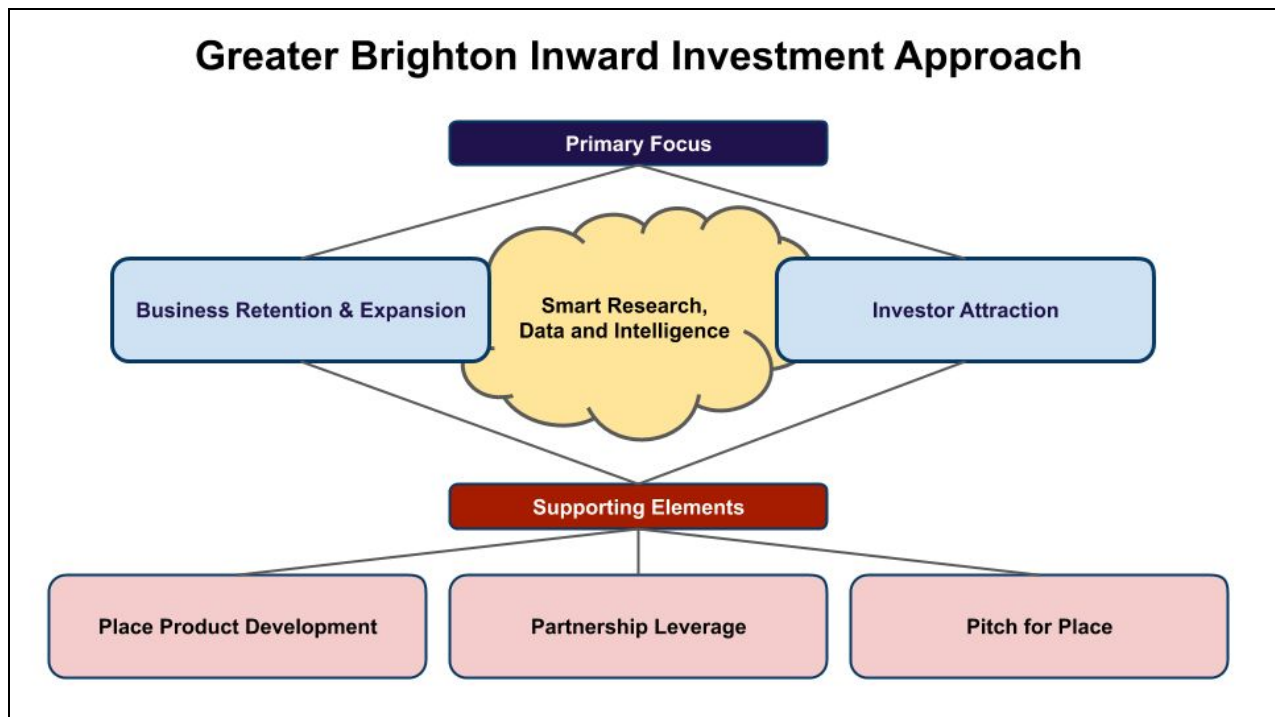 Greater Brighton Inward Investment Approach
Primary Focus
Business Retention & Expansion
Smart Research,
Data and Intelligence
Investor Attraction
Supporting Elements
Place Product Development
Partnership Leverage
Pitch for Place